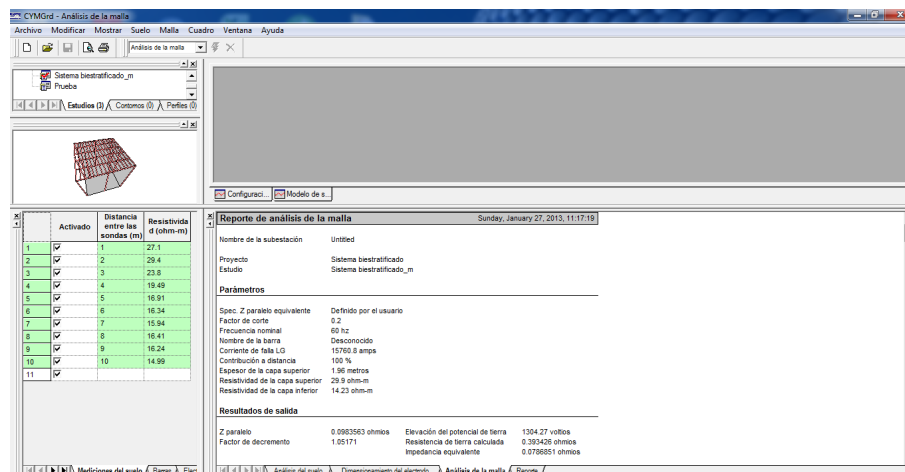 CYMGrd - Análisis de la malla
Archivo Modificar Mostrar Suelo Malla Cuadro Ventana Ayuda
Análisis de la malla
Sistema biestratificado_m
Prueba
Estudios (3) Contornos (0) Perfiles (0)
Configuraci... Modelo de s...
Activado Distancia entre las sondas (m) Resistivida d (ohm-m)
1 1 27.1
2 2 29.4
3 3 23.8
4 4 19.49
5 5 16.91
6 6 16.34
7 7 15.94
8 8 16.41
9 9 16.24
10 10 14.99
11
Mediciones del suelo Barras Elect
Reporte de análisis de la malla Sunday, January 27, 2013, 11:17:19
Nombre de la subestación Untitled
Proyecto Sistema biestratificado
Estudio Sistema biestratificado_m
Parámetros
Spec. Z paralelo equivalente Definido por el usuario
Factor de corte 0.2
Frecuencia nominal 60 hz
Nombre de la barra Desconocido
Corriente de falla LG 15760.8 amps
Contribución a distancia 100 %
Espesor de la capa superior 1.96 metros
Resistividad de la capa superior 29.9 ohm-m
Resistividad de la capa inferior 14.23 ohm-m
Resultados de salida
Z paralelo 0.0983563 ohmios Elevación del potencial de tierra 1304.27 voltios
Factor de decremento 1.05171 Resistencia de tierra calculada 0.393426 ohmios
Impedancia equivalente 0.0786851 ohmios
Análisis del suelo Dimensionamiento del electrodo Análisis de la malla Reporte